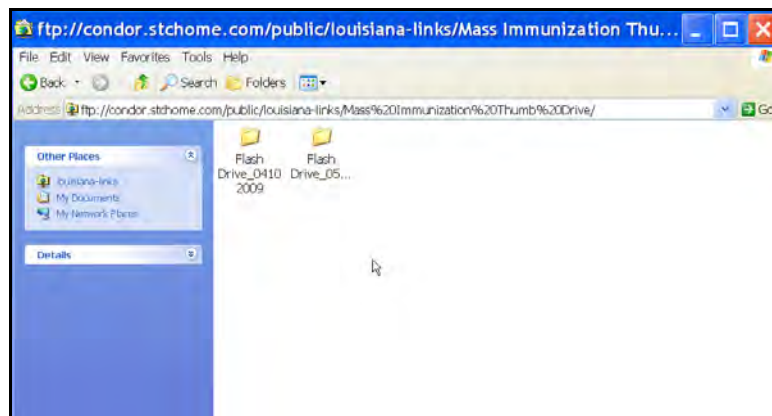 ftp://condor.stchome.com/public/louisiana-links/Mass Immunization Thu...
File Edit View Favorites Tools Help
Back Search Folders
Address ftp://condor.stchome.com/public/louisiana-links/Mass%20Immunization%20Thumb%20Drive/ Go
Other Places
louisiana-links
My Documents
My Network Places
Details
Flash
Drive_0410
2009
Flash
Drive_05...